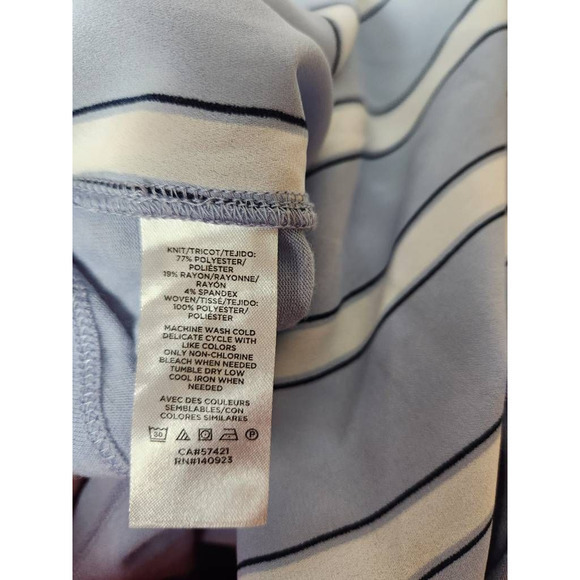 KNIT/TRICOT/TEJIDO:
77% POLYESTER/
POLIÉSTER
19% RAYON/RAYONNE/
RAYÓN
4% SPANDEX
WOVEN/TISSÉ/TEJIDO:
100% POLYESTER/
POLIÉSTER
MACHINE WASH COLD
DELICATE CYCLE WITH
LIKE COLORS
ONLY NON-CHLORINE
BLEACH WHEN NEEDED
TUMBLE DRY LOW
COOL IRON WHEN
NEEDED
AVEC DES COULEURS
SEMBLABLES/CON
COLORES SIMILARES
30 P
CA#57421
RN#140923